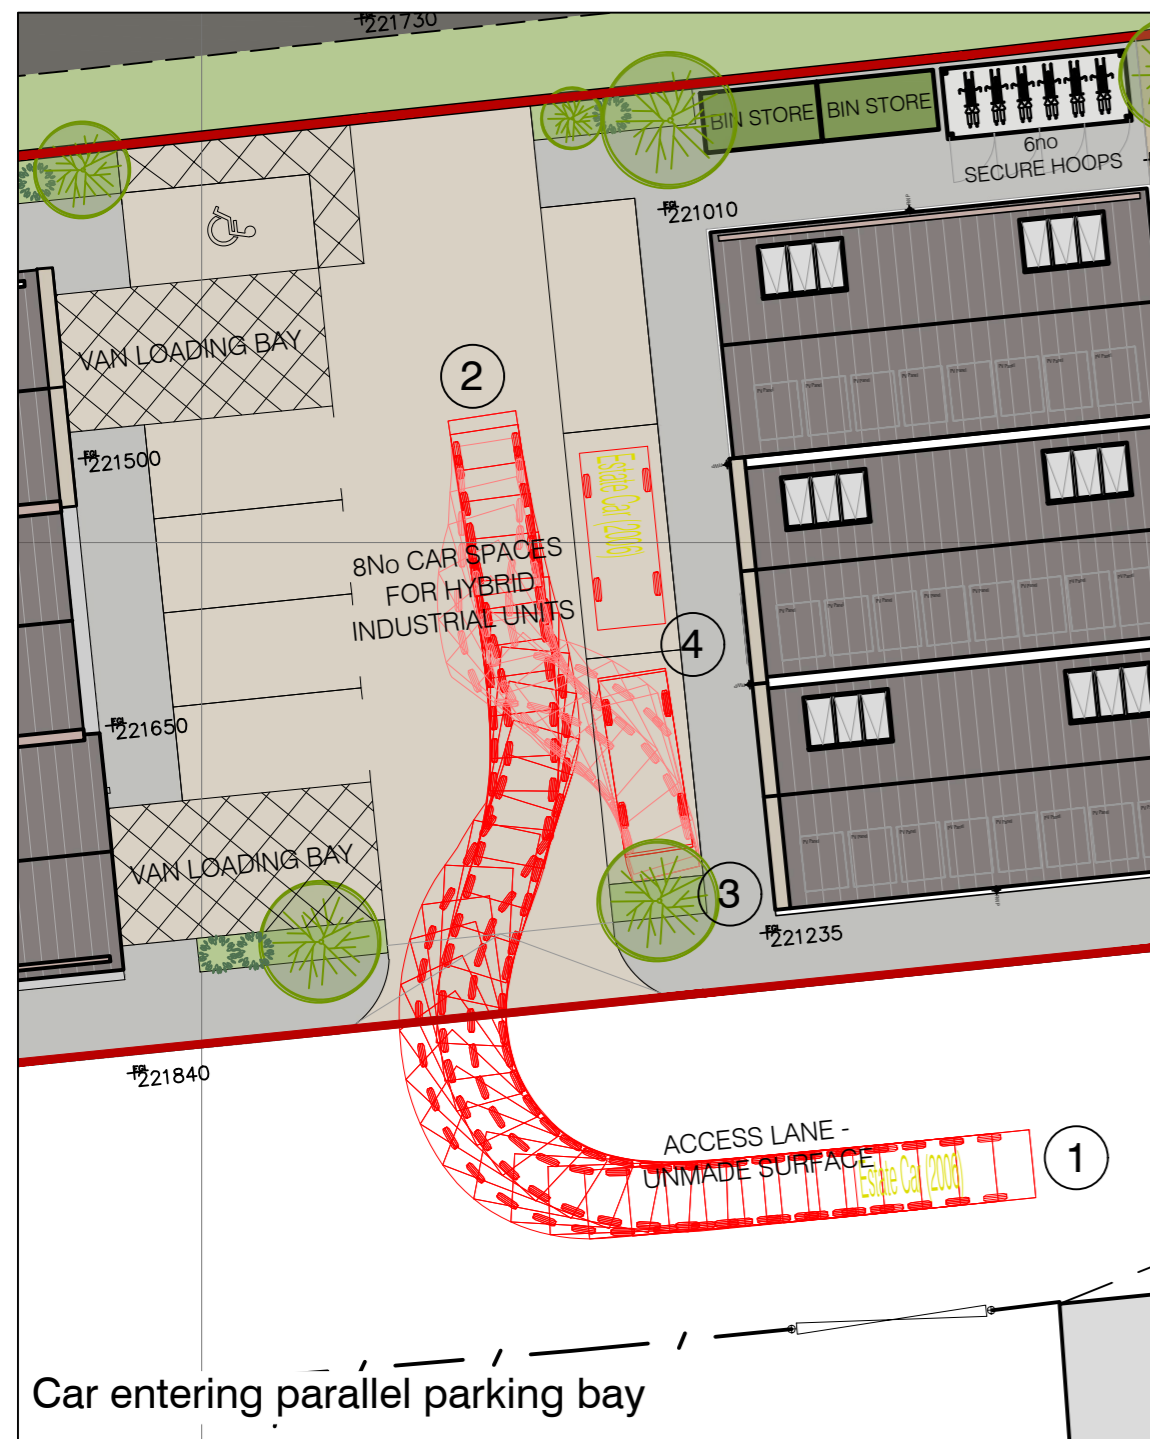 221730
BIN STORE
BIN STORE
6no
SECURE HOOPS
221010
VAN LOADING BAY
2
221500
Estate Car (2006)
8No CAR SPACES
FOR HYBRID
INDUSTRIAL UNITS
4
221650
VAN LOADING BAY
3
221235
221840
ACCESS LANE -
UNMADE SURFACE
Estate Car (2006)
1
Car entering parallel parking bay